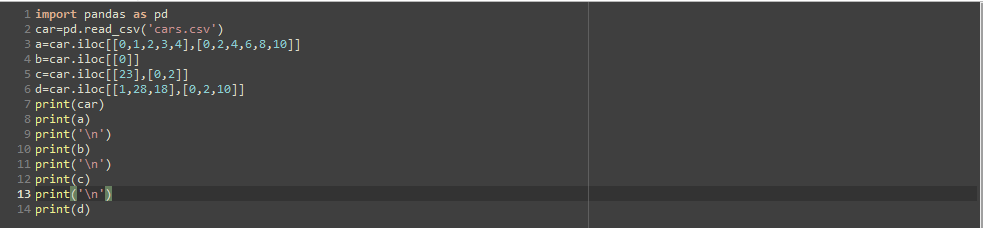 1 import pandas as pd
2 car=pd.read_csv('cars.csv')
3 a=car.iloc[[0,1,2,3,4],[0,2,4,6,8,10]]
4 b=car.iloc[[0]]
5 c=car.iloc[[23],[0,2]]
6 d=car.iloc[[1,28,18],[0,2,10]]
7 print(car)
8 print(a)
9 print('\n')
10 print(b)
11 print('\n')
12 print(c)
13 print('\n')
14 print(d)